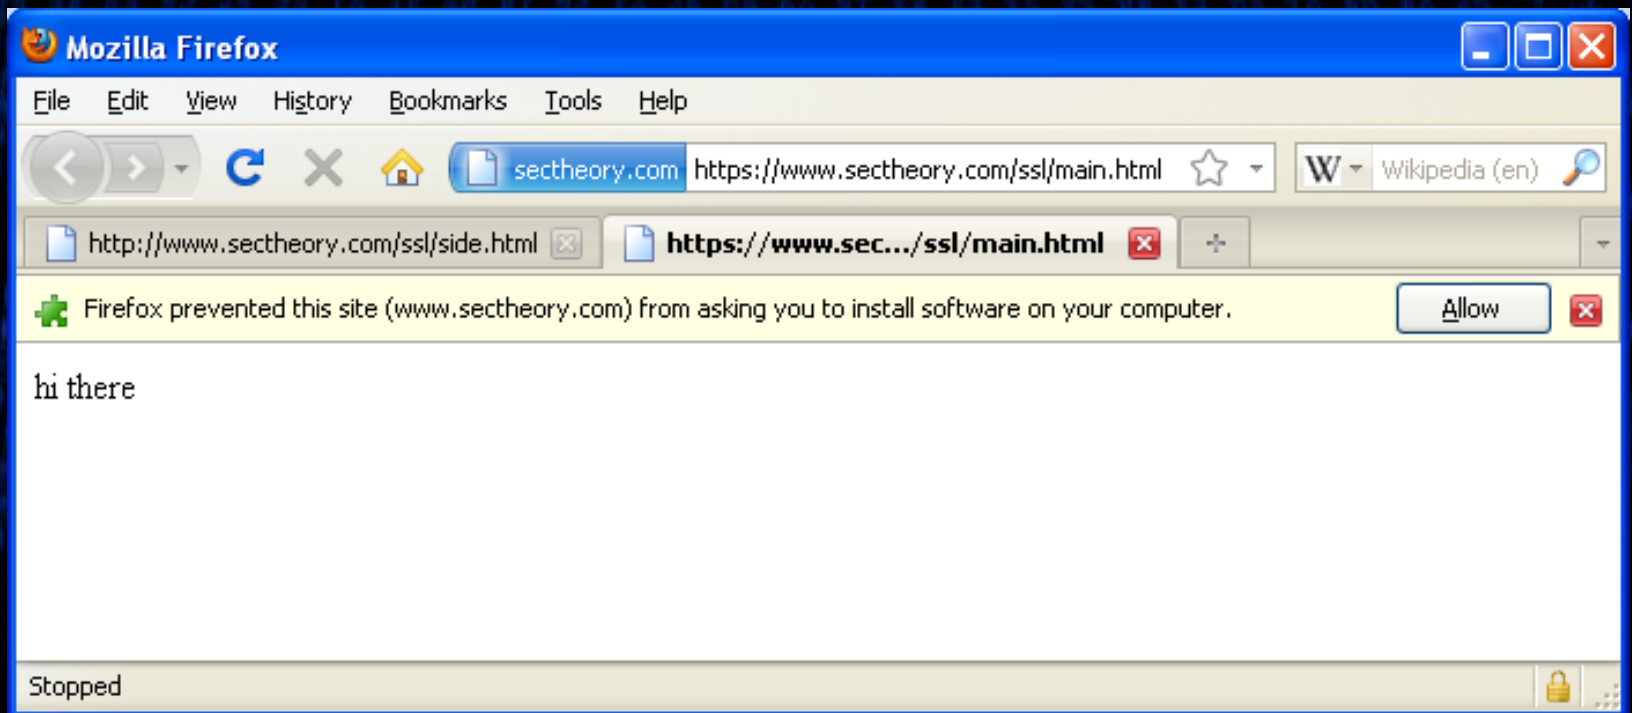 Mozilla Firefox
File Edit View History Bookmarks Tools Help
sectheory.com https://www.sectheory.com/ssl/main.html W Wikipedia (en)
http://www.sectheory.com/ssl/side.html https://www.sec.../ssl/main.html
Firefox prevented this site (www.sectheory.com) from asking you to install software on your computer. Allow
hi there
Stopped